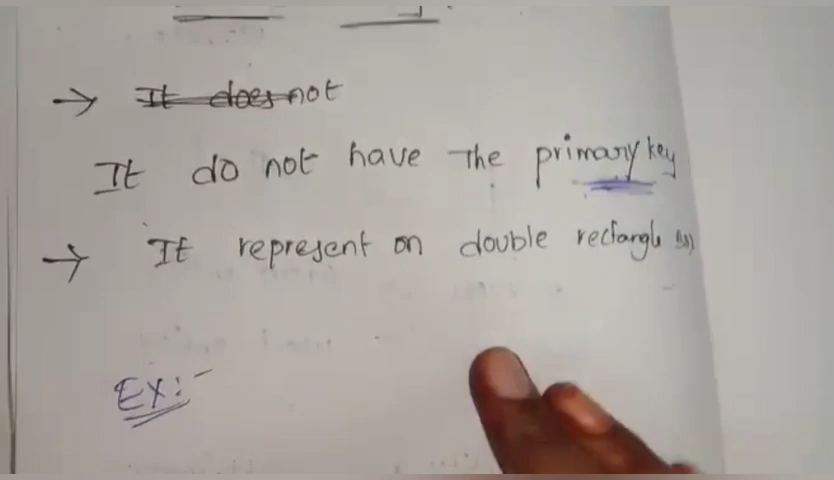 → It does not
It do not have the primary key
→ It represent on double rectangle
Ex:-